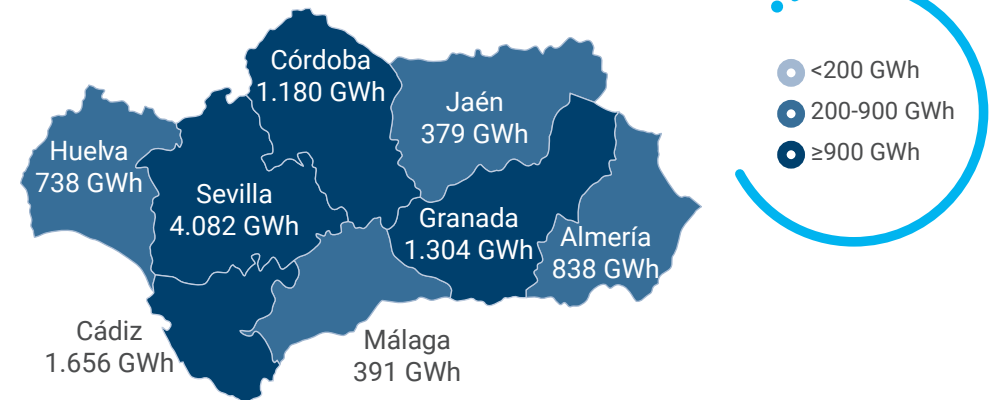 Córdoba
1.180 GWh
Jaén
379 GWh
Huelva
738 GWh
Sevilla
4.082 GWh
Granada
1.304 GWh
Almería
838 GWh
Cádiz
1.656 GWh
Málaga
391 GWh
<200 GWh
200-900 GWh
≥900 GWh